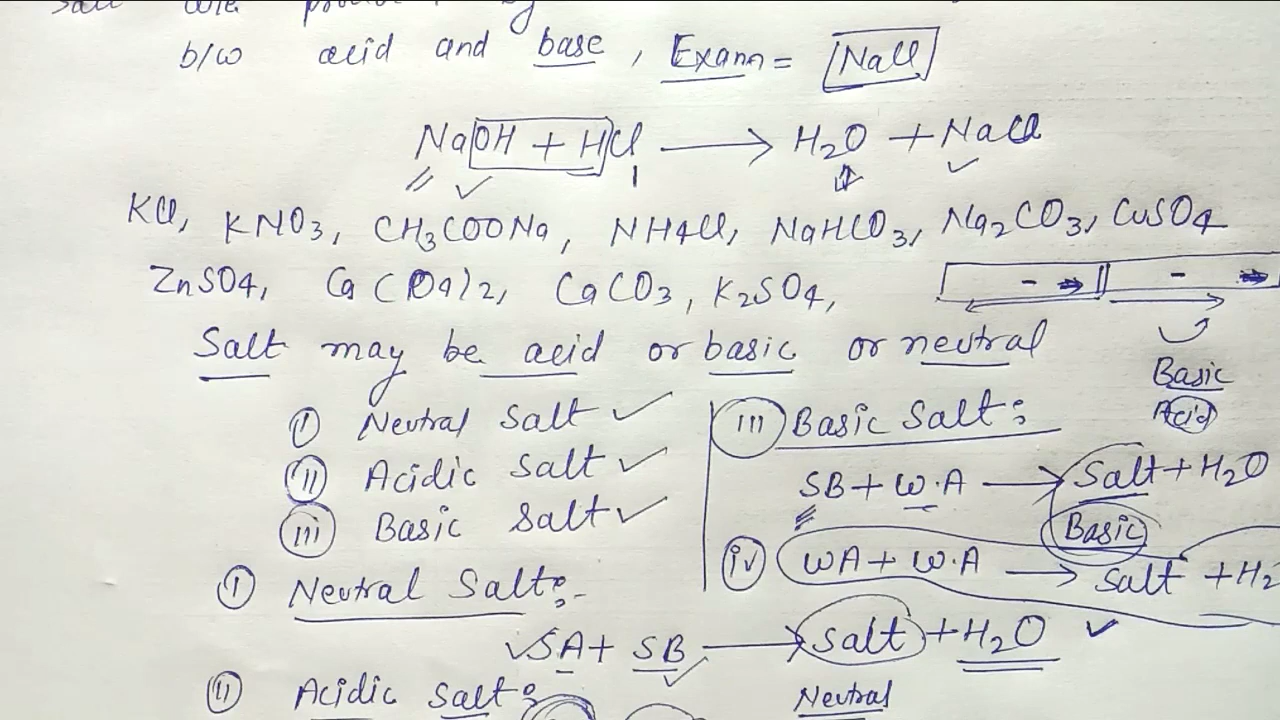 b/w acid and base, Exam = NaCl
NaOH + HCl → H2O + NaCl
KCl, KNO3, CH3COONa, NH4Cl, NaHCO3, Na2CO3, CuSO4
ZnSO4, CaCO3, K2SO4,
Salt may be acid or basic or neutral
Basic
Acid
(i) Neutral Salt ✓
(ii) Acidic Salt ✓
(iii) Basic Salt ✓
(iii) Basic Salt:
SB + W.A → Salt + H2O
Basic
(iv) WA + W.A → Salt + H2
(i) Neutral Salt:-
SA + SB → Salt + H2O ✓
Neutral
(ii) Acidic Salt: